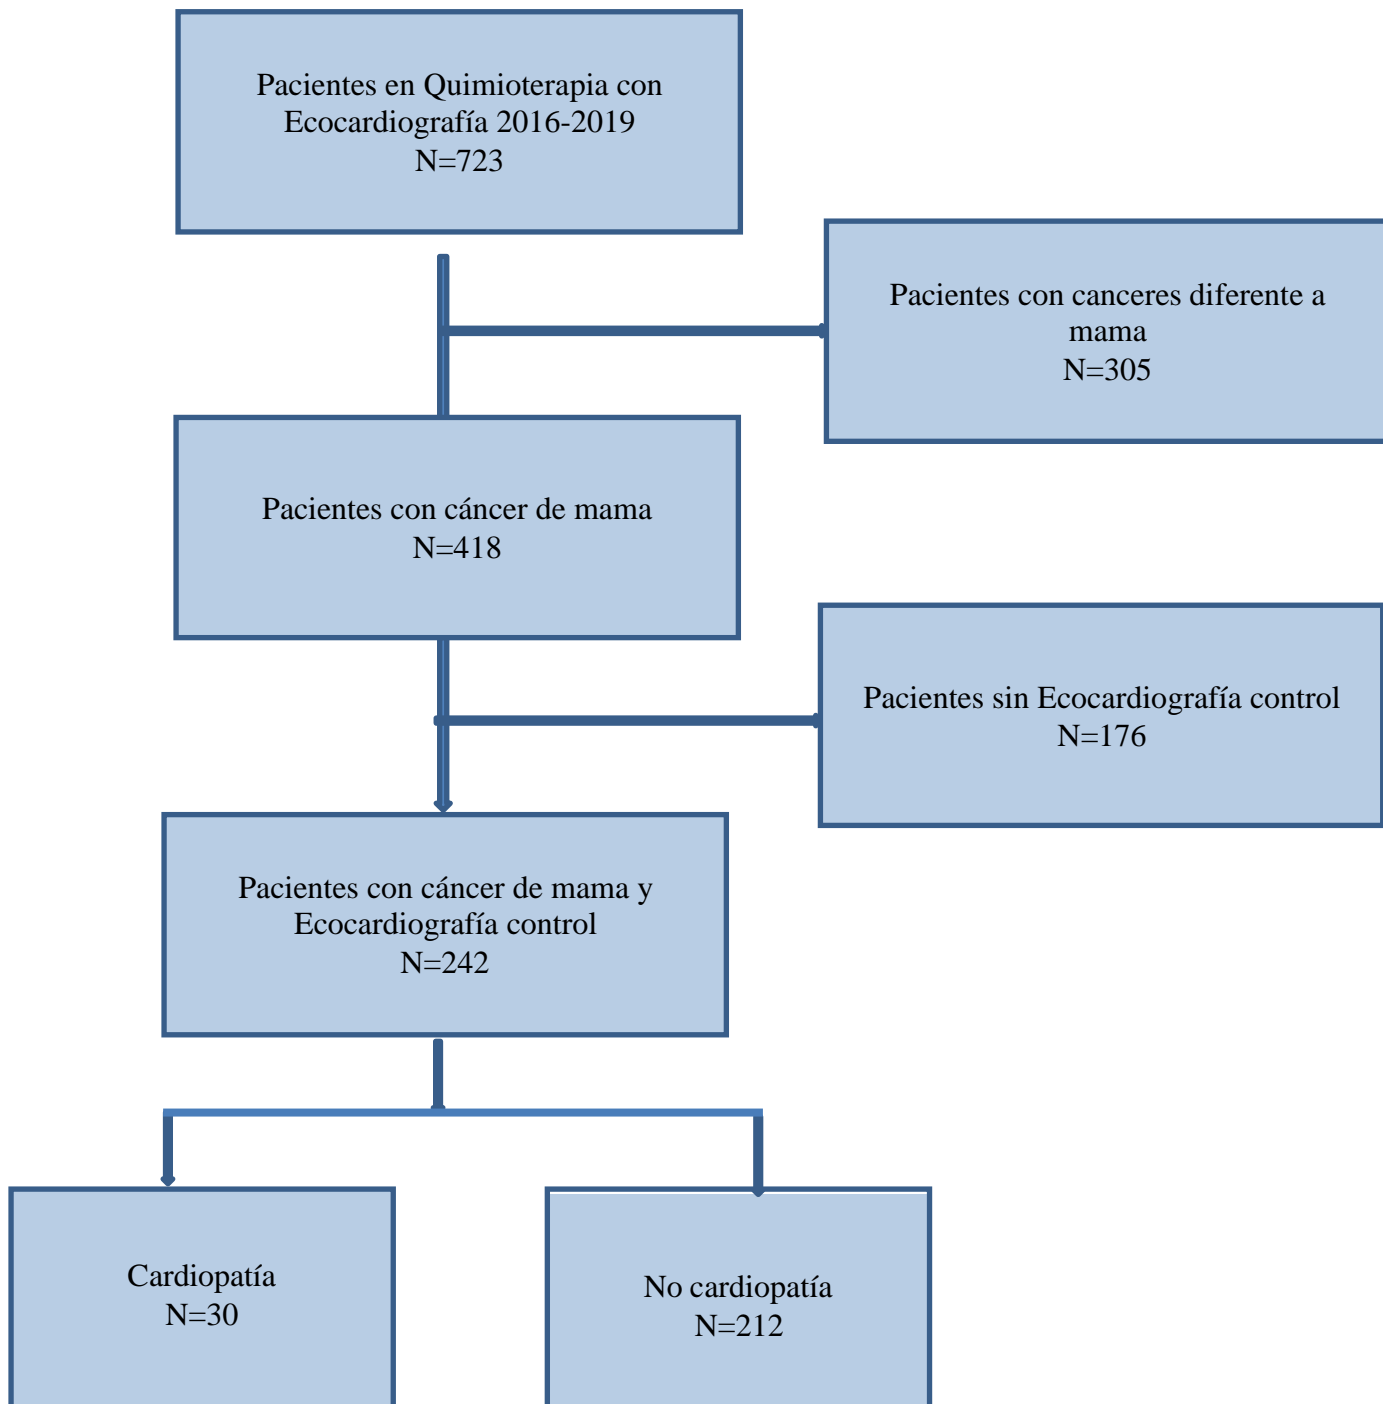 Pacientes en Quimioterapia con
Ecocardiografía 2016-2019
N=723
Pacientes con canceres diferente a
mama
N=305
Pacientes con cáncer de mama
N=418
Pacientes sin Ecocardiografía control
N=176
Pacientes con cáncer de mama y
Ecocardiografía control
N=242
Cardiopatía
N=30
No cardiopatía
N=212